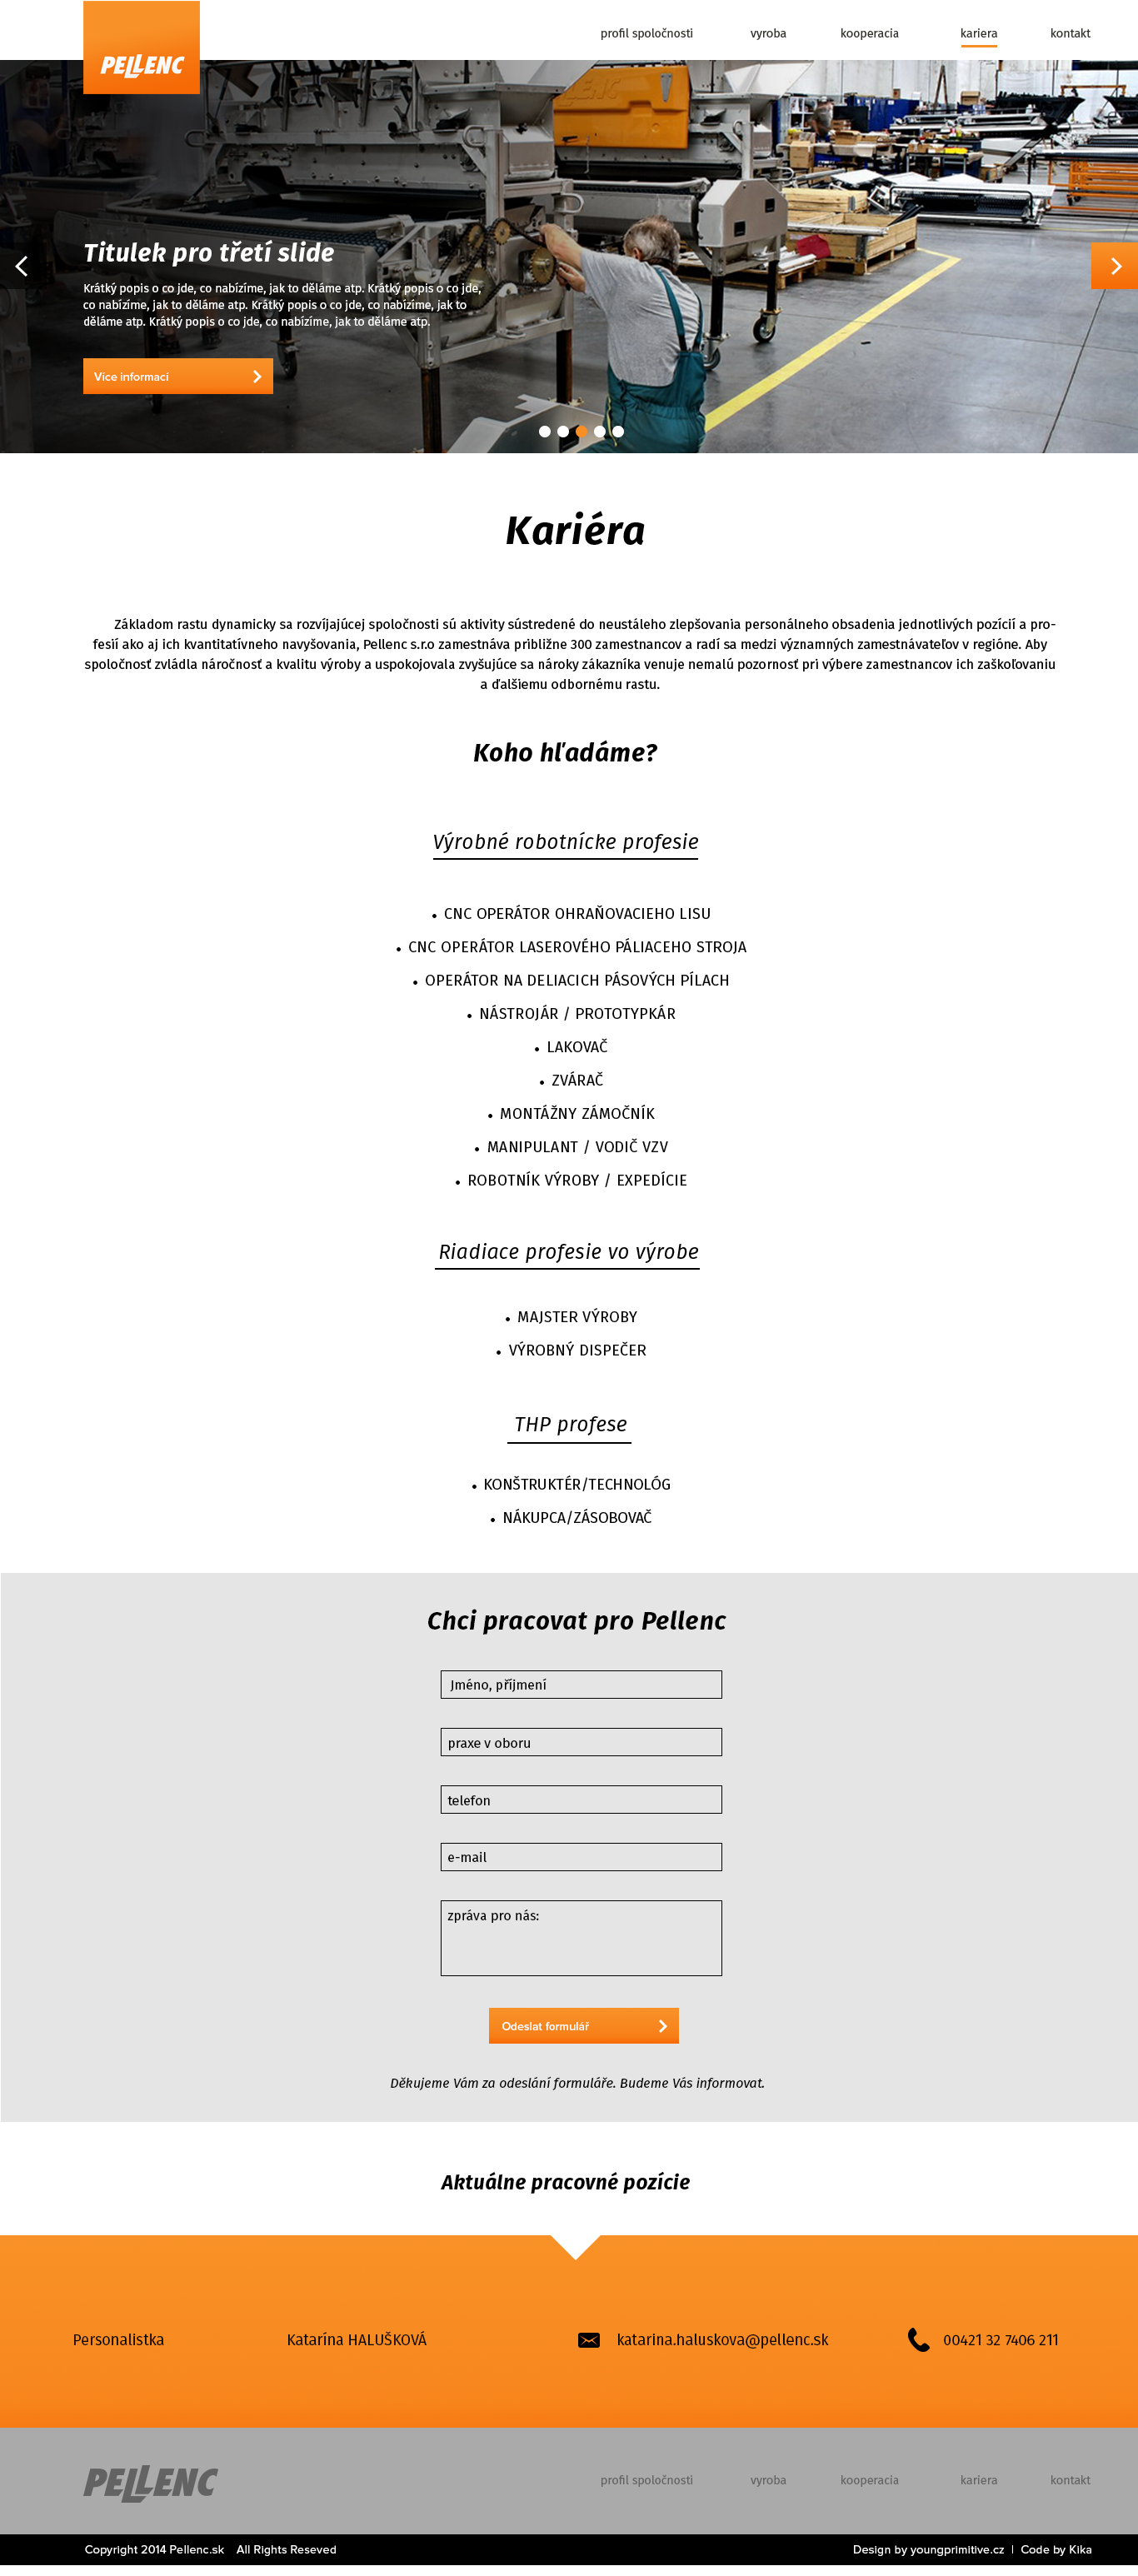 PELLENC
profil spoločnosti
vyroba
kooperacia
kariera
kontakt
PELLENC
Titulek pro třetí slide
Krátký popis o co jde, co nabízíme, jak to děláme atp. Krátký popis o co jde,
co nabízíme, jak to děláme atp. Krátký popis o co jde, co nabízíme, jak to
děláme atp. Krátký popis o co jde, co nabízíme, jak to děláme atp.
Více informací
Kariéra
Základom rastu dynamicky sa rozvíjajúcej spoločnosti sú aktivity sústredené do neustáleho zlepšovania personálneho obsadenia jednotlivých pozícií a pro-
fesií ako aj ich kvantitatívneho navyšovania, Pellenc s.r.o zamestnáva približne 300 zamestnancov a radí sa medzi významných zamestnávateľov v regióne. Aby
spoločnosť zvládla náročnosť a kvalitu výroby a uspokojovala zvyšujúce sa nároky zákazníka venuje nemalú pozornosť pri výbere zamestnancov ich zaškoľovaniu
a ďalšiemu odbornému rastu.
Koho hľadáme?
Výrobné robotnícke profesie
• CNC OPERÁTOR OHRAŇOVACIEHO LISU
• CNC OPERÁTOR LASEROVÉHO PÁLIACEHO STROJA
• OPERÁTOR NA DELIACICH PÁSOVÝCH PÍLACH
• NÁSTROJÁR / PROTOTYPKÁR
• LAKOVAČ
• ZVÁRAČ
• MONTÁŽNY ZÁMOČNÍK
• MANIPULANT / VODIČ VZV
• ROBOTNÍK VÝROBY / EXPEDÍCIE
Riadiace profesie vo výrobe
• MAJSTER VÝROBY
• VÝROBNÝ DISPEČER
THP profese
• KONŠTRUKTÉR/TECHNOLÓG
• NÁKUPCA/ZÁSOBOVAČ
Chci pracovat pro Pellenc
Jméno, příjmení
praxe v oboru
telefon
e-mail
zpráva pro nás:
Odeslat formulář
Děkujeme Vám za odeslání formuláře. Budeme Vás informovat.
Aktuálne pracovné pozície
Personalistka
Katarína HALUŠKOVÁ
katarina.haluskova@pellenc.sk
00421 32 7406 211
PELLENC
profil spoločnosti
vyroba
kooperacia
kariera
kontakt
Copyright 2014 Pellenc.sk All Rights Reseved
Design by youngprimitive.cz | Code by Kika